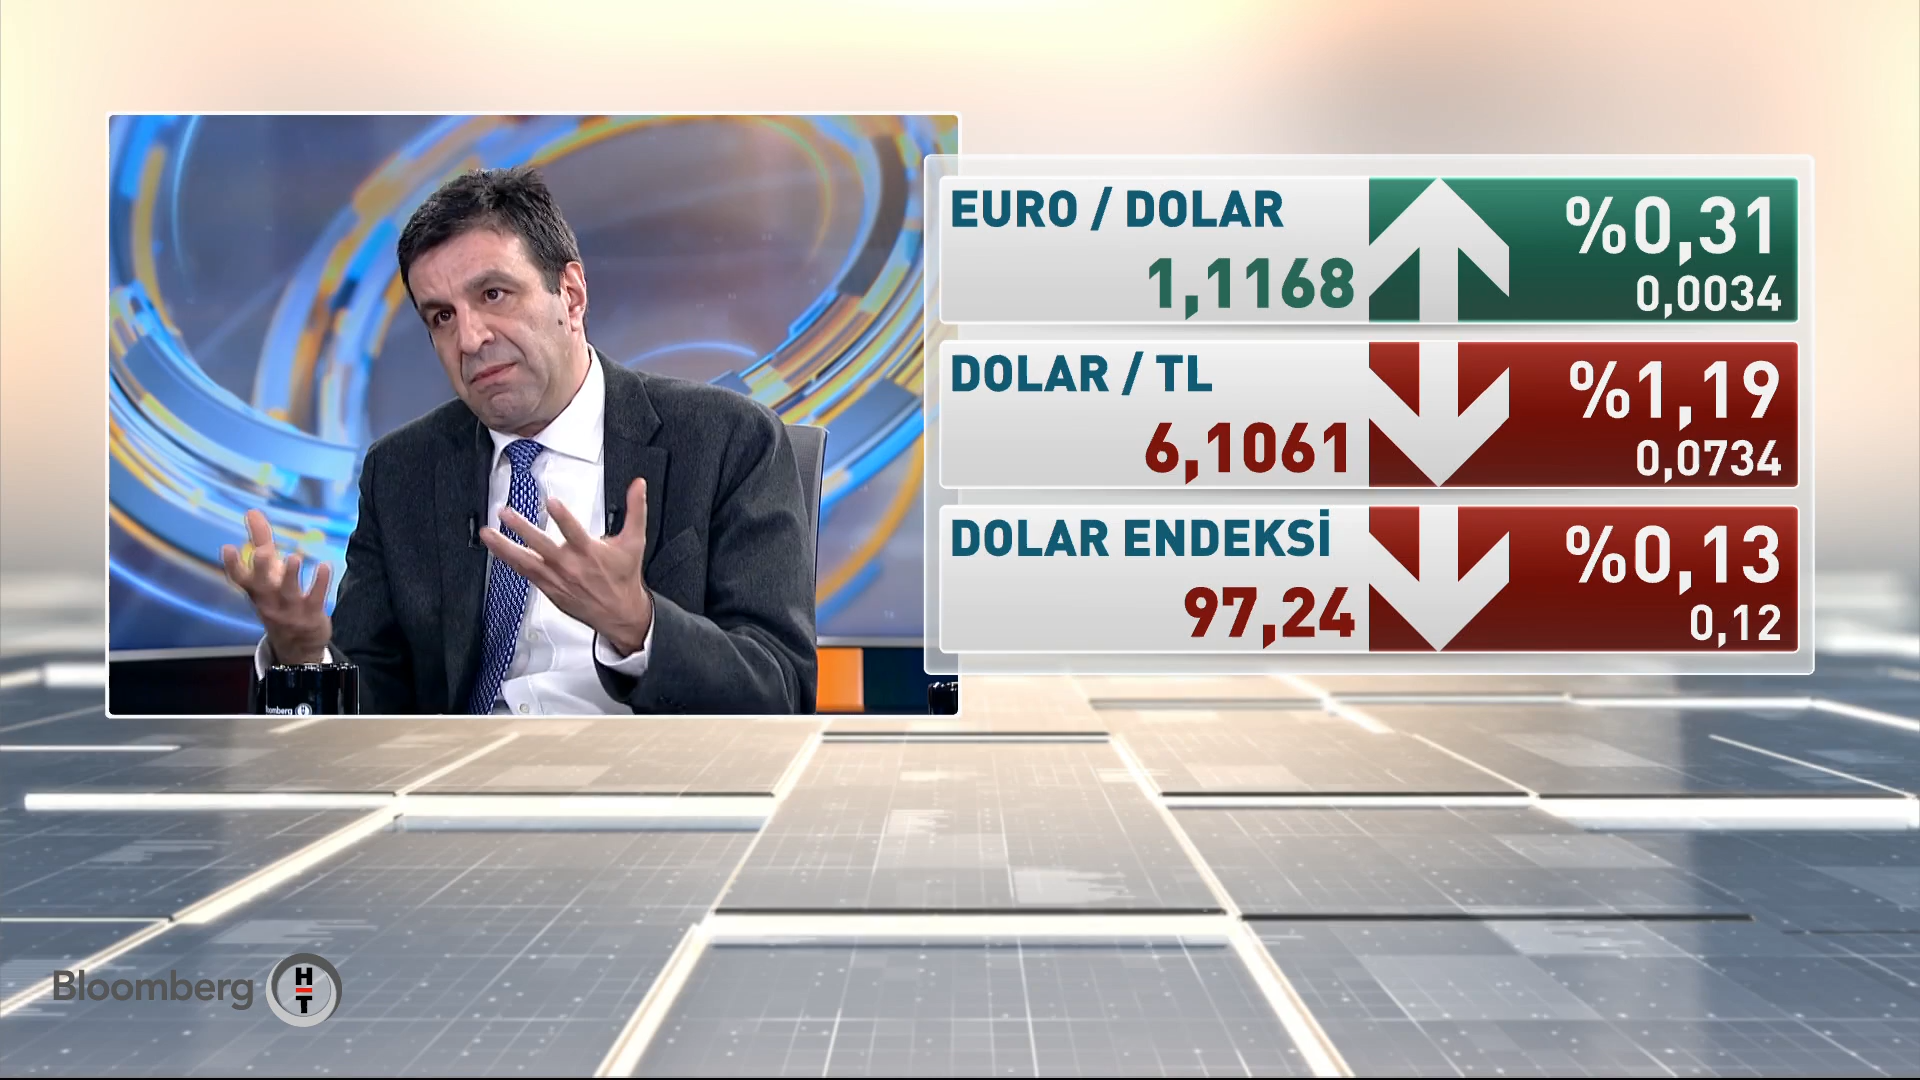 EURO / DOLAR
1,1168
%0,31
0,0034
DOLAR / TL
6,1061
%1,19
0,0734
DOLAR ENDEKSİ
97,24
%0,13
0,12
Bloomberg HT